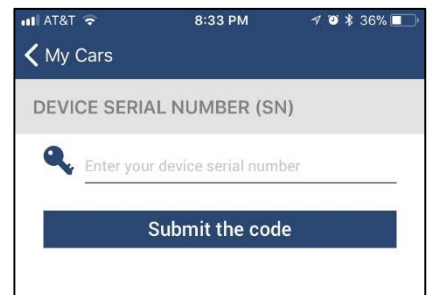 AT&T 8:33 PM 36%
My Cars
DEVICE SERIAL NUMBER (SN)
Enter your device serial number
Submit the code